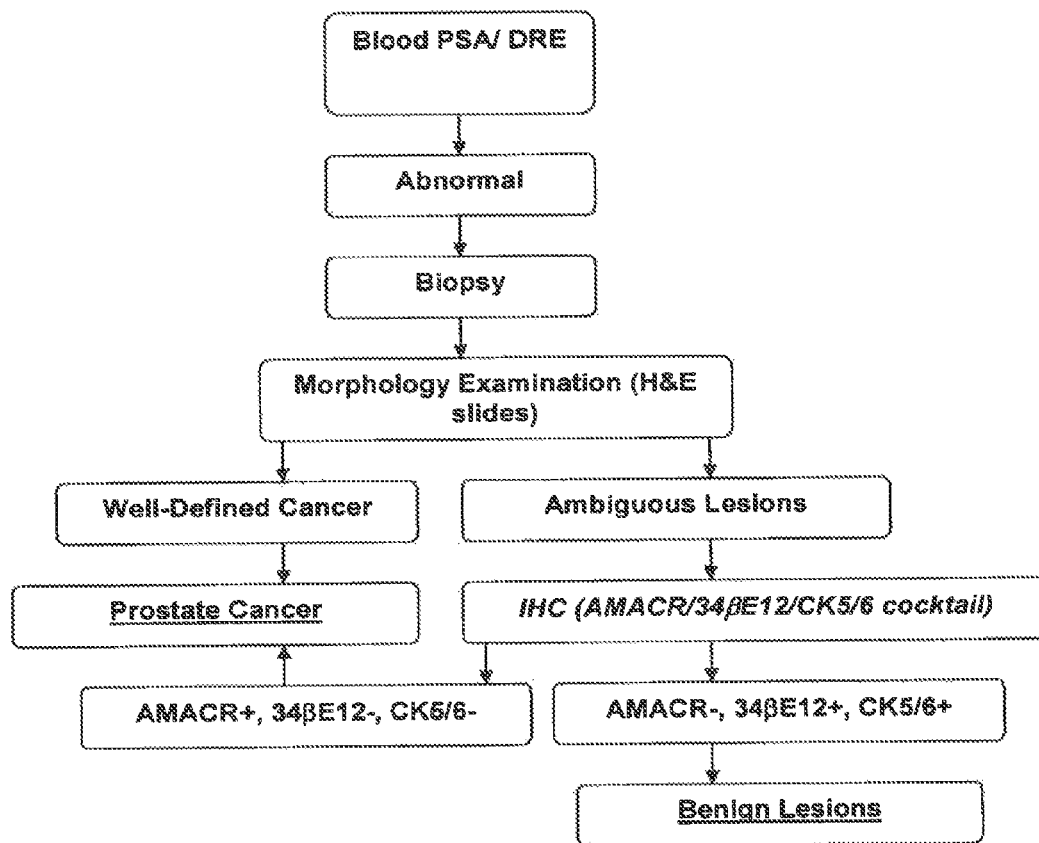 Blood PSA/ DRE
Abnormal
Biopsy
Morphology Examination (H&E
slides)
Well-Defined Cancer
Ambiguous Lesions
Prostate Cancer
IHC (AMACR/34βE12/CK5/6 cocktail)
AMACR+, 34βE12-, CK5/6-
AMACR-, 34βE12+, CK5/6+
Benign Lesions